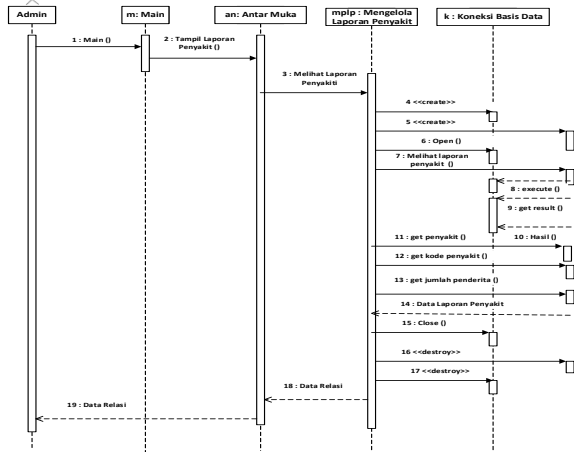 Admin
m: Main
an: Antar Muka
mplp : Mengelola
Laporan Penyakit
k : Koneksi Basis Data
1 : Main ()
2 : Tampil Laporan
Penyakit ()
3 : Melihat Laporan
Penyakiti
4 <<create>>
5 : <<create>>
6 : Open ()
7 : Melihat laporan
penyakit ()
8 : execute ()
9 : get result ()
10 : Hasil ()
11 : get penyakit ()
12 : get kode penyakit ()
13 : get jumlah penderita ()
14 : Data Laporan Penyakit
15 : Close ()
16 <<destroy>>
17 <<destroy>>
18 : Data Relasi
19 : Data Relasi